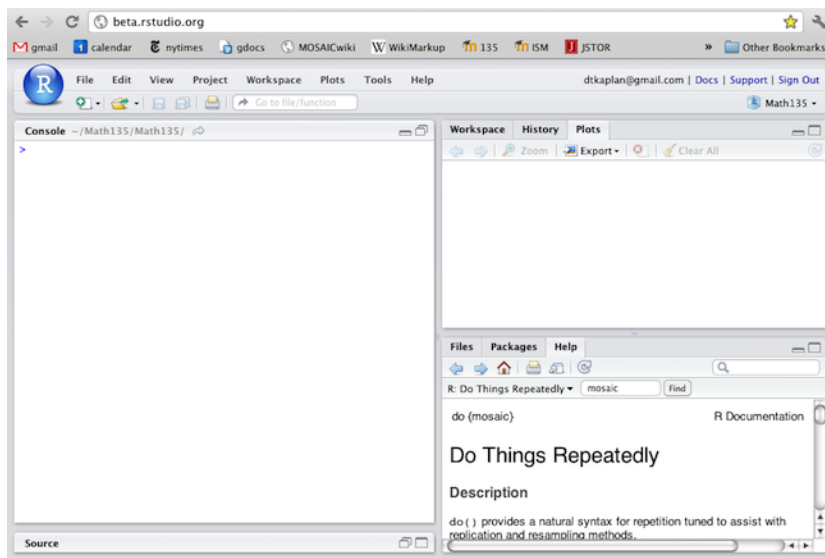 beta.rstudio.org
gmail 1 calendar nytimes gdocs MOSAICwiki W WikiMarkup m 135 m ISM J JSTOR » Other Bookmarks
R File Edit View Project Workspace Plots Tools Help dtkaplan@gmail.com | Docs | Support | Sign Out
Go to file/function Math135
Console ~/Math135/Math135/
>
Workspace History Plots
Zoom Export Clear All
Files Packages Help
R: Do Things Repeatedly mosaic Find
do {mosaic} R Documentation
Do Things Repeatedly
Description
do() provides a natural syntax for repetition tuned to assist with
replication and resampling methods.
Source